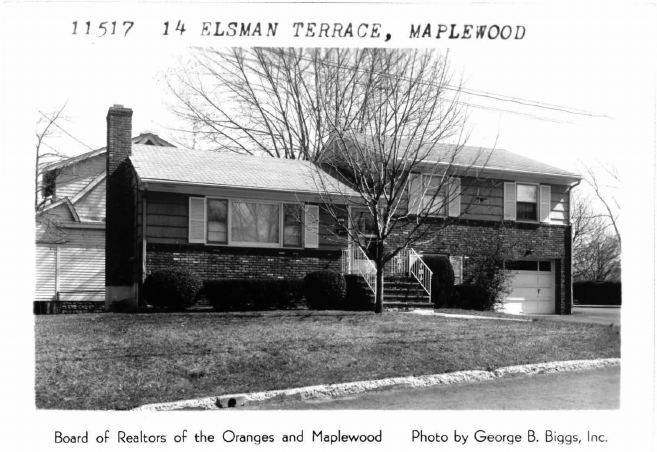 11517 14 ELSMAN TERRACE, MAPLEWOOD
Board of Realtors of the Oranges and Maplewood Photo by George B. Biggs, Inc.